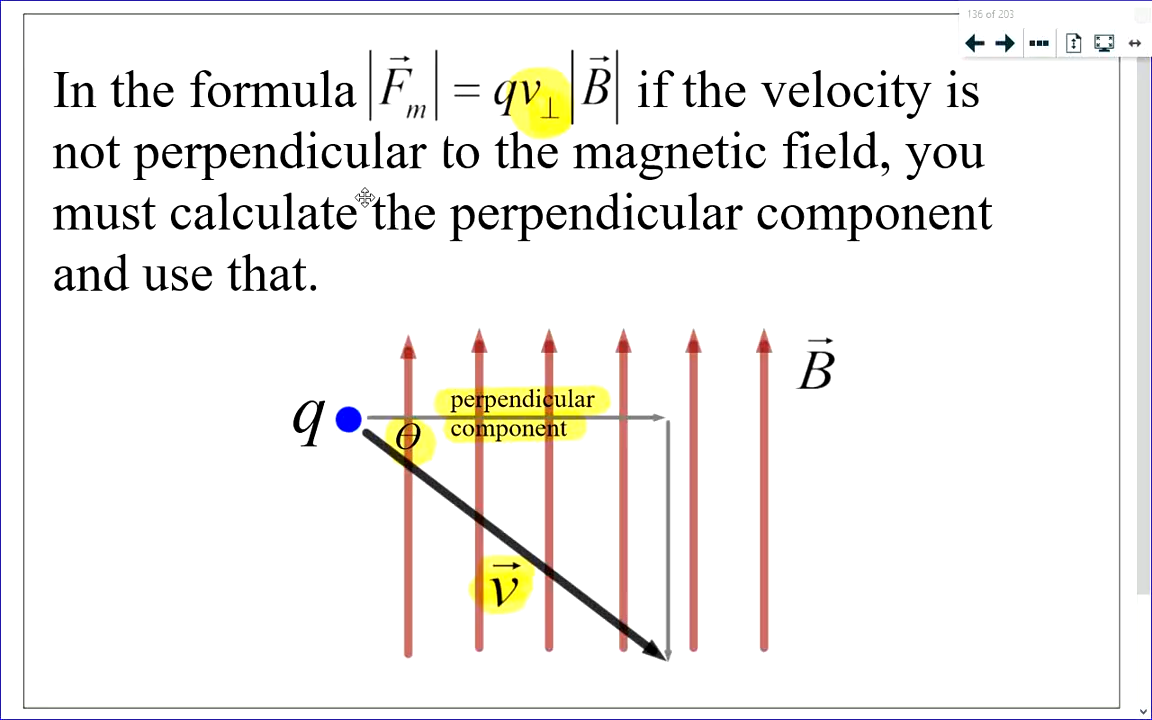 136 of 203
In the formula |F⃗ₘ| = qv⊥|B⃗| if the velocity is
not perpendicular to the magnetic field, you
must calculate the perpendicular component
and use that.
B⃗
perpendicular
q
θ component
v⃗